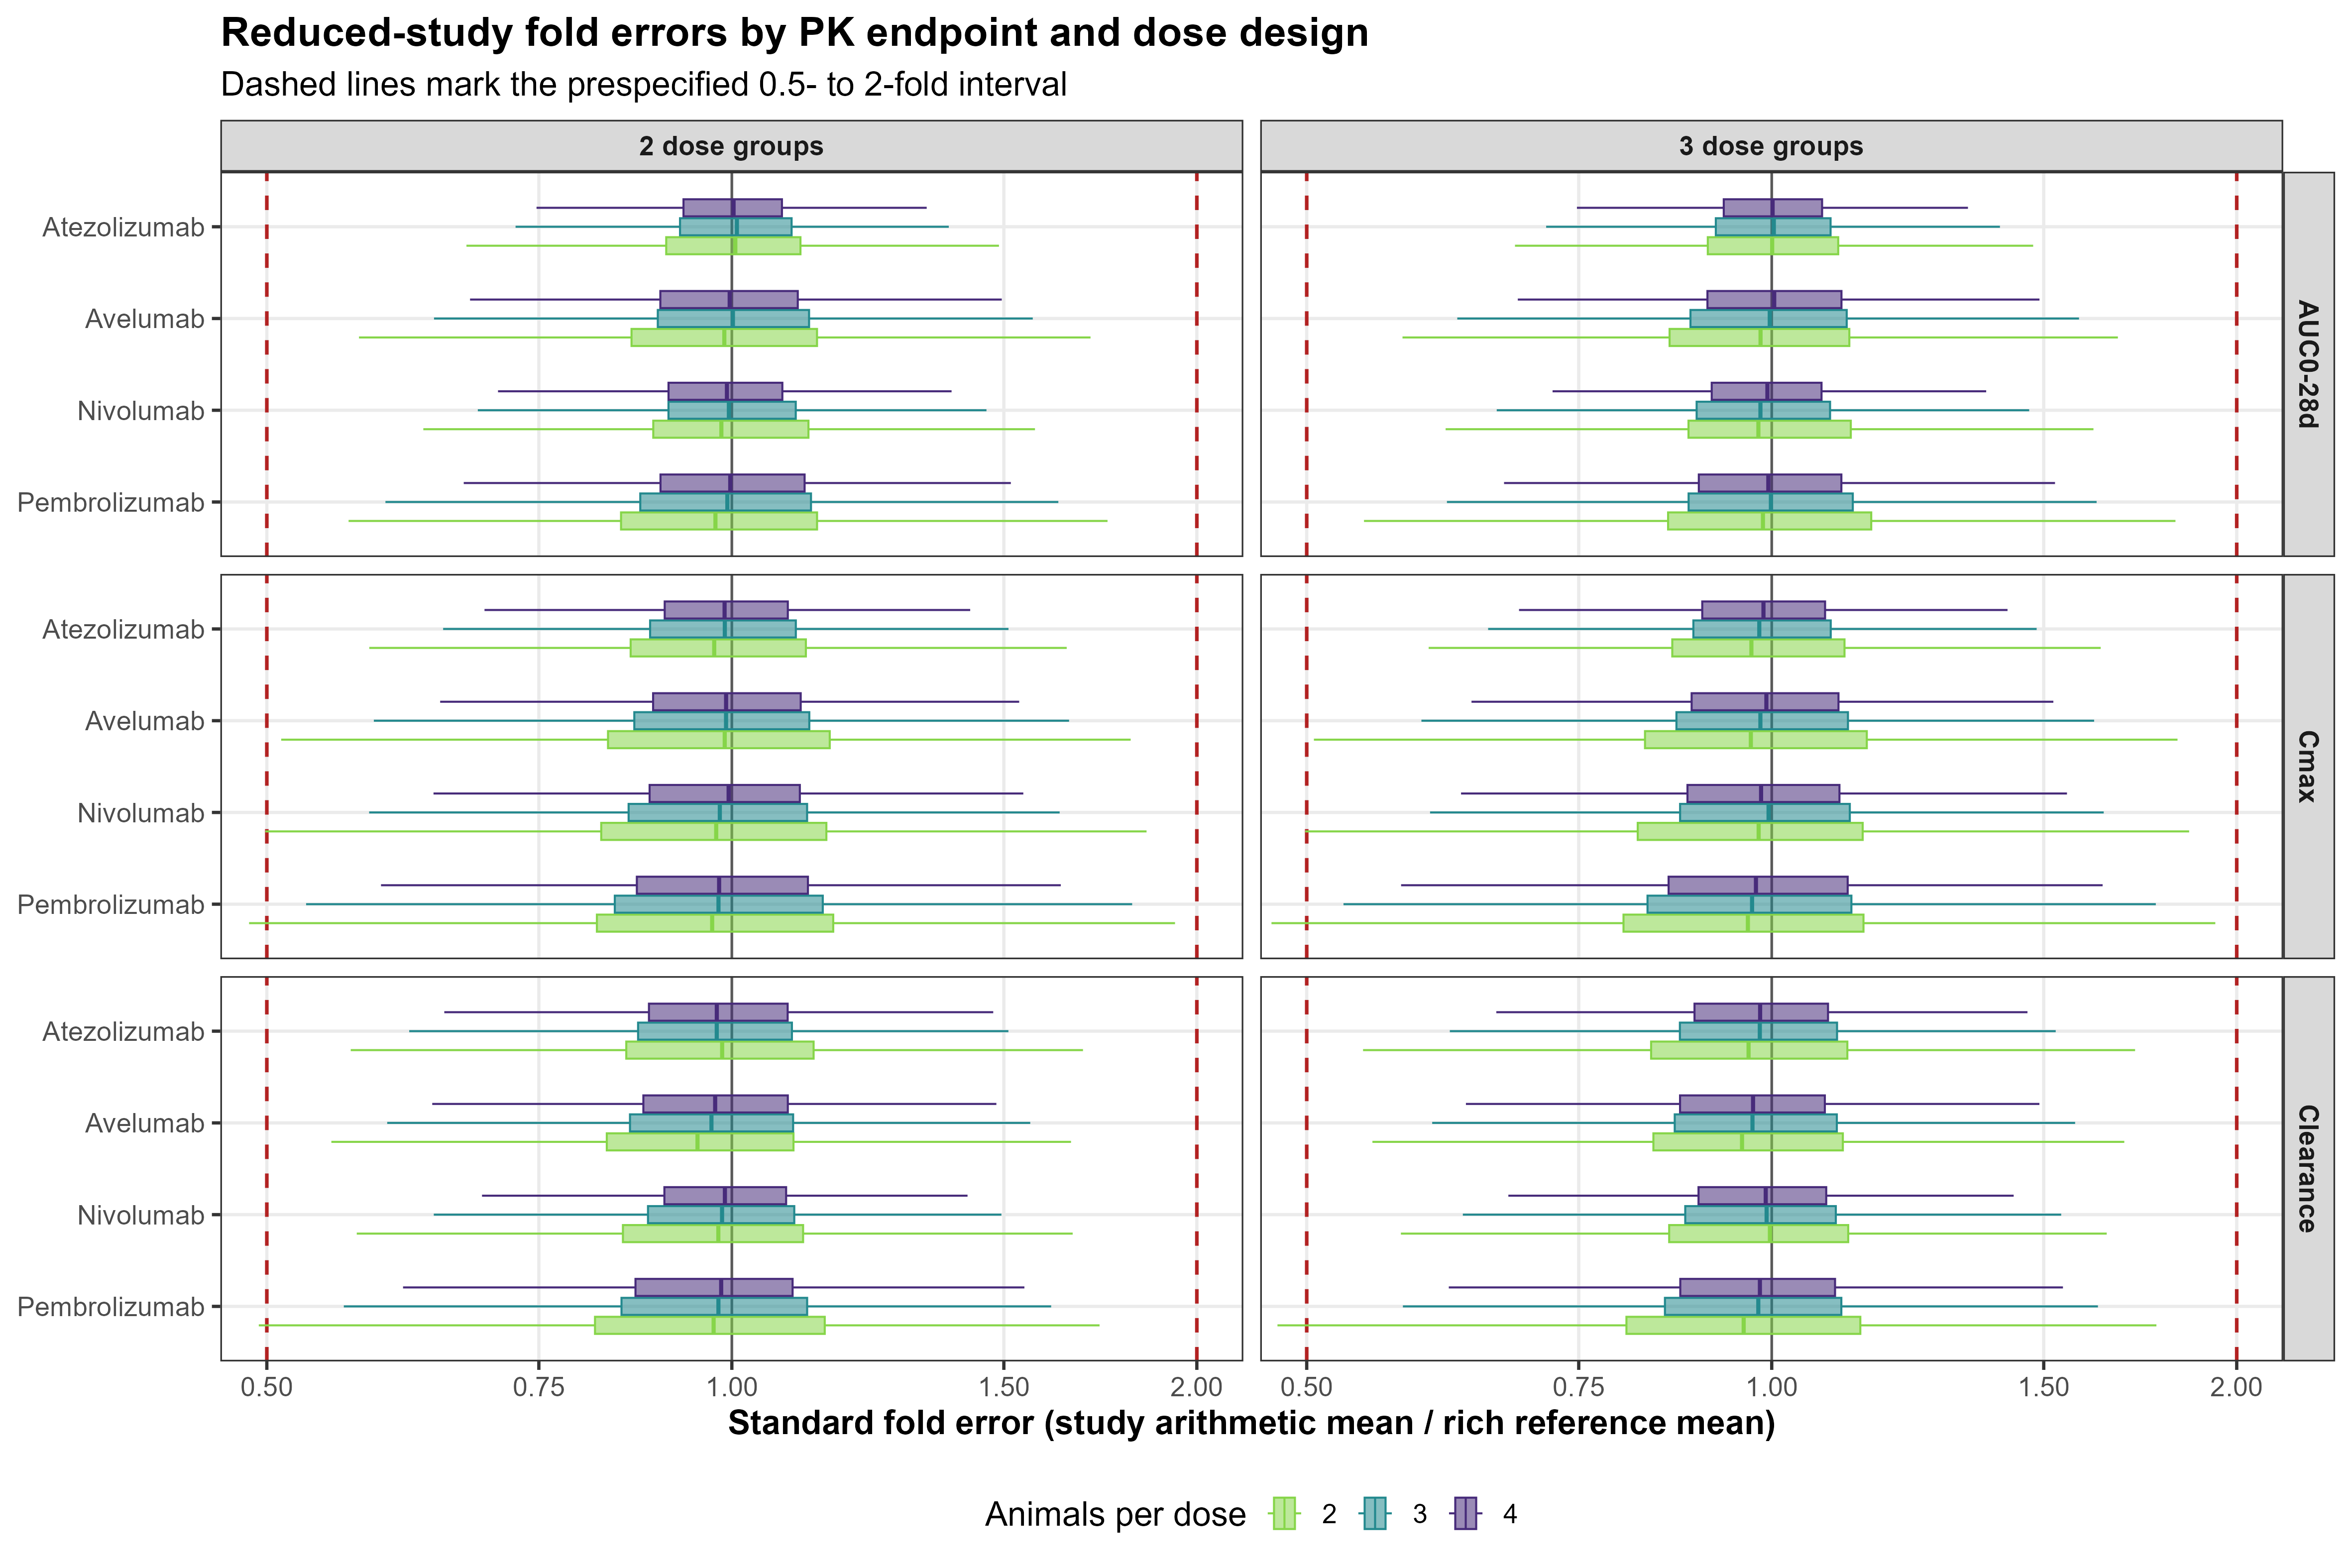 Reduced-study fold errors by PK endpoint and dose design
Dashed lines mark the prespecified 0.5- to 2-fold interval
2 dose groups
3 dose groups
Atezolizumab
Avelumab
Nivolumab
Pembrolizumab
AUC0-28d
Atezolizumab
Avelumab
Nivolumab
Pembrolizumab
Cmax
Atezolizumab
Avelumab
Nivolumab
Pembrolizumab
Clearance
0.50 0.75 1.00 1.50 2.00
0.50 0.75 1.00 1.50 2.00
Standard fold error (study arithmetic mean / rich reference mean)
Animals per dose 2 3 4